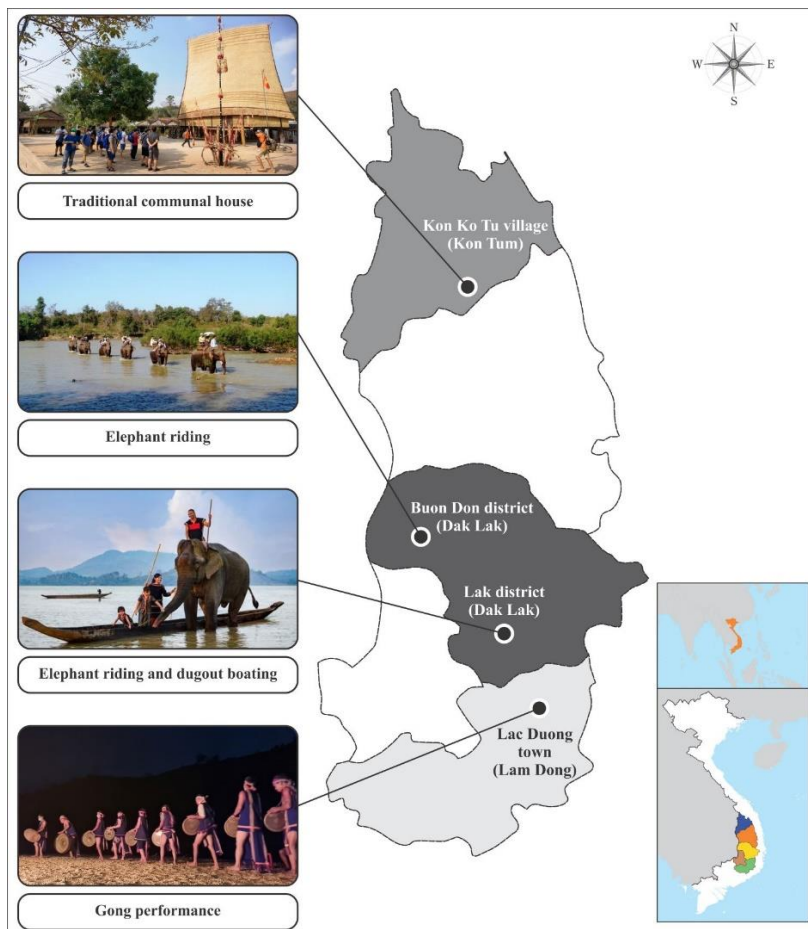 Traditional communal house
Elephant riding
Elephant riding and dugout boating
Gong performance
N
W E
S
Kon Ko Tu village
(Kon Tum)
Buon Don district
(Dak Lak)
Lak district
(Dak Lak)
Lac Duong
town
(Lam Dong)